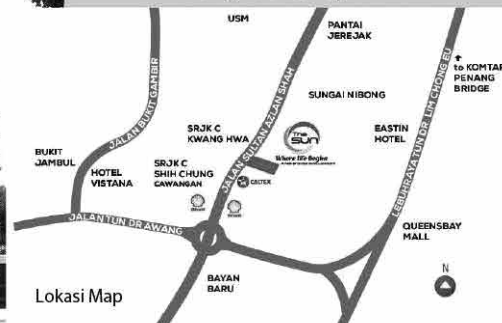 USM
PANTAI
JEREJAK
to KOMTAR
PENANG
BRIDGE
JALAN BUKIT GAMBIR
JALAN SULTAN AZLAN SHAH
LEBUHRAYA TUN DR. LIM CHONG EU
SUNGAI NIBONG
SRJK C
KWANG HWA
The
Sun
Where life Begins
EASTIN
HOTEL
BUKIT
JAMBUL
HOTEL
VISTANA
SRJK C
SHIH CHUNG
CAWANGAN
CALTEX
JALAN TUN DR AWANG
QUEENSBAY
MALL
BAYAN
BARU
N
Lokasi Map